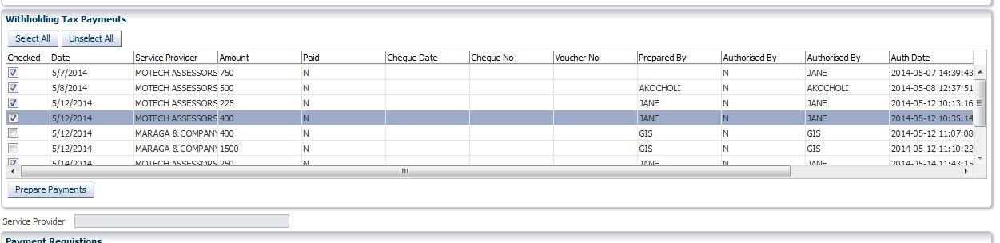 Withholding Tax Payments
Select All Unselect All
Checked Date Service Provider Amount Paid Cheque Date Cheque No Voucher No Prepared By Authorised By Authorised By Auth Date
5/7/2014 MOTECH ASSESSORS 750 N N JANE 2014-05-07 14:39:43
5/8/2014 MOTECH ASSESSORS 500 N AKOCHOLI N AKOCHOLI 2014-05-08 12:37:51
5/12/2014 MOTECH ASSESSORS 225 N JANE N JANE 2014-05-12 10:13:16
5/12/2014 MOTECH ASSESSORS 400 N JANE N JANE 2014-05-12 10:35:14
5/12/2014 MARAGA & COMPANY 400 N GIS N GIS 2014-05-12 11:07:08
5/12/2014 MARAGA & COMPANY 1500 N GIS N GIS 2014-05-12 11:10:22
5/14/2014 MOTECH ASSESSORS 250 N JANE N JANE 2014-05-14 11:43:15
Prepare Payments
Service Provider
Payment Requistions